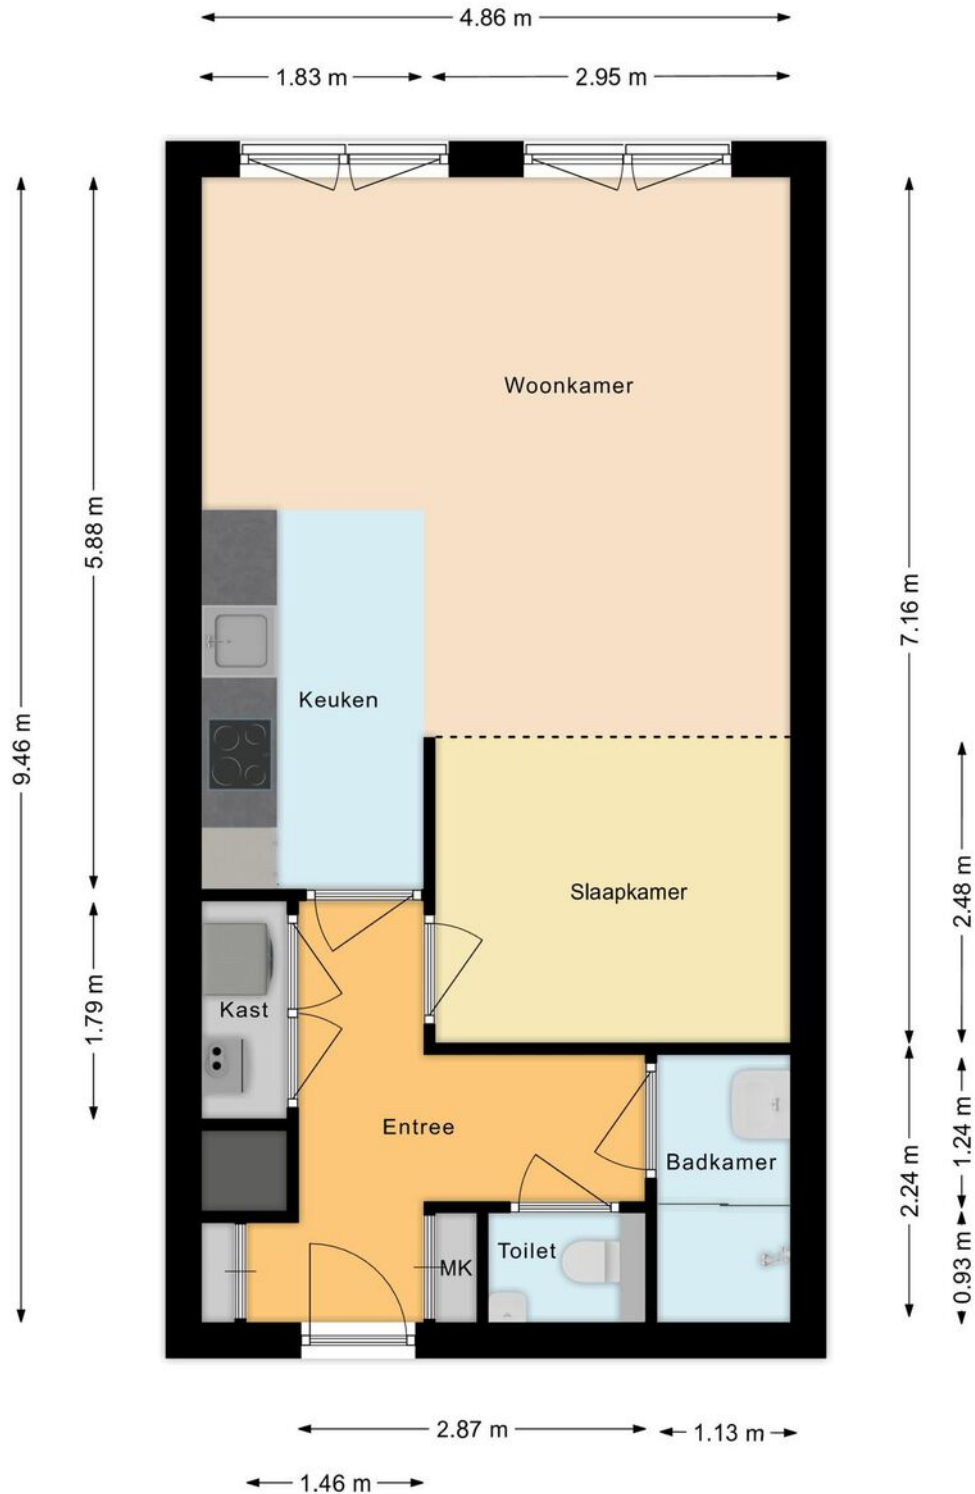 4.86 m
1.83 m
2.95 m
Woonkamer
5.88 m
7.16 m
Keuken
9.46 m
Slaapkamer
2.48 m
Kast
1.79 m
Entree
1.24 m
Badkamer
2.24 m
Toilet
MK
0.93 m
2.87 m
1.13 m
1.46 m